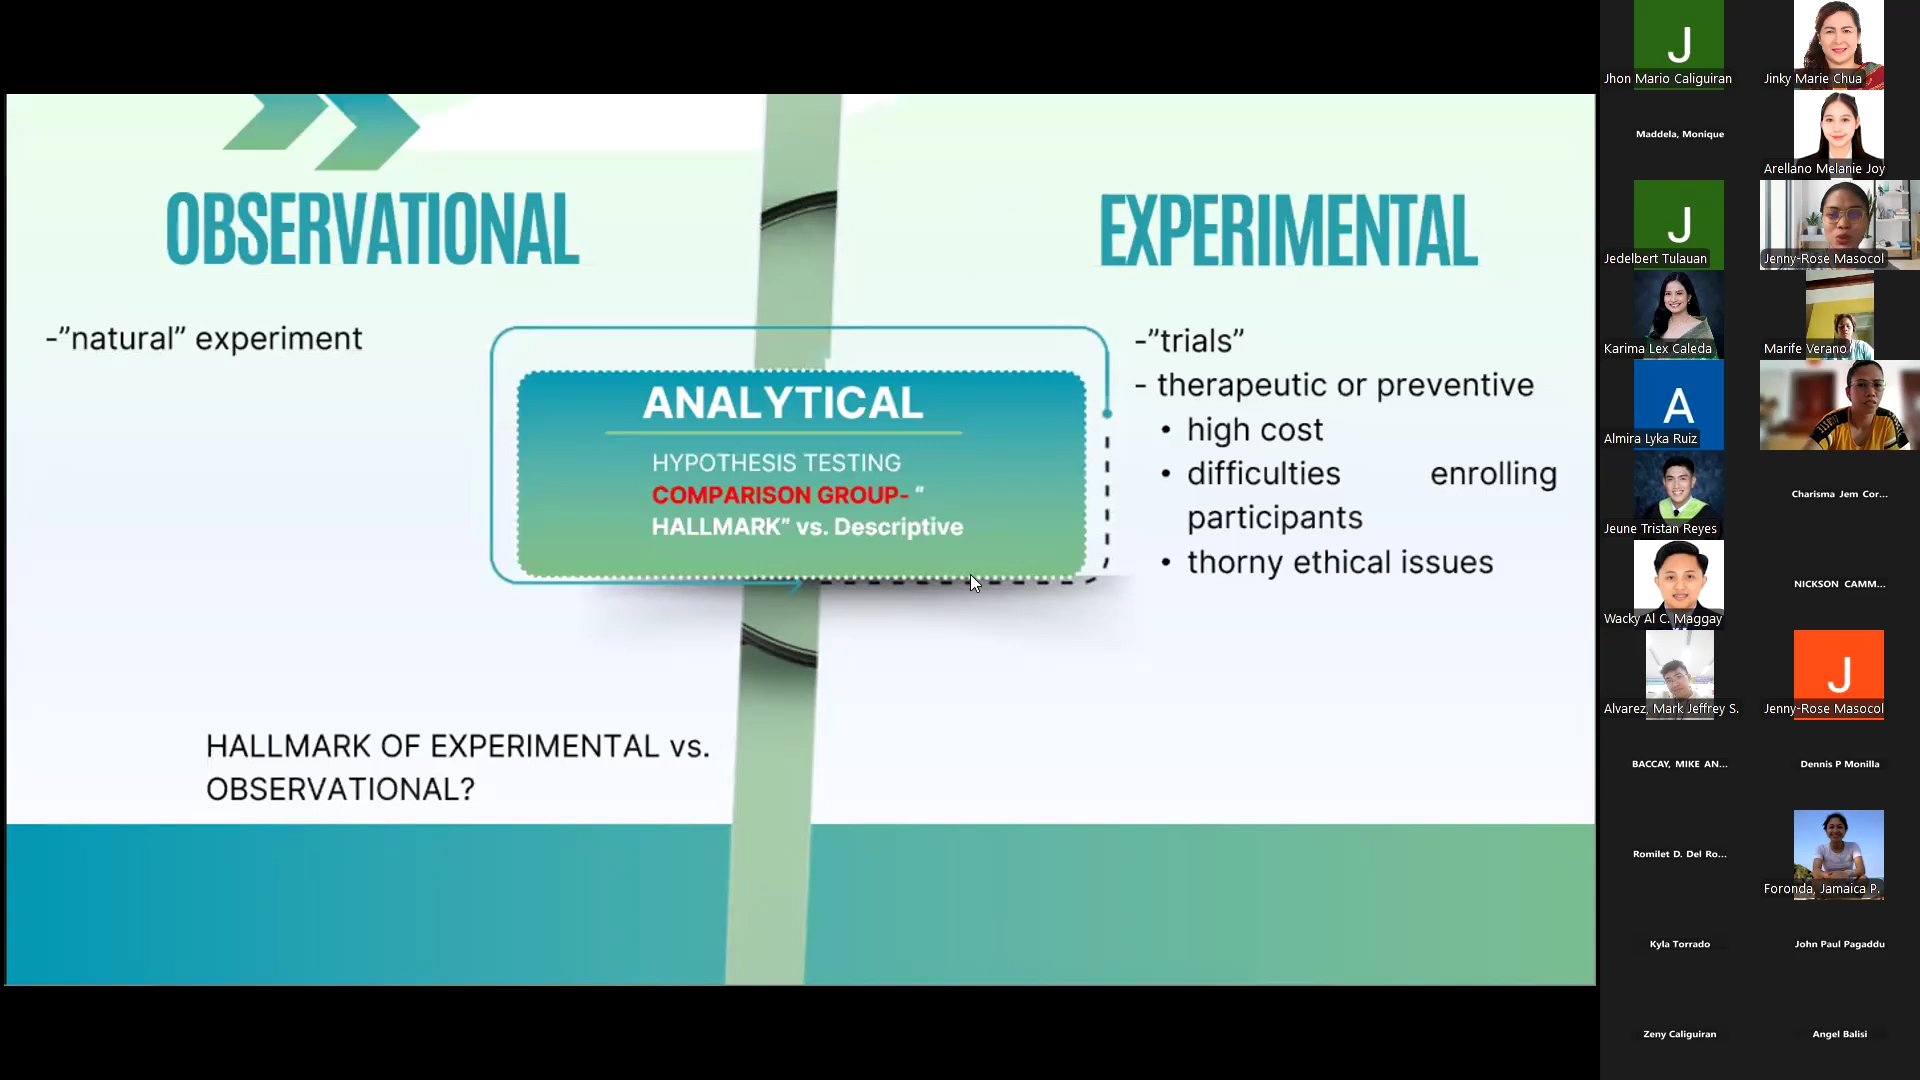 OBSERVATIONAL
EXPERIMENTAL
-”natural” experiment
ANALYTICAL
HYPOTHESIS TESTING
COMPARISON GROUP- “
HALLMARK” vs. Descriptive
-”trials”
- therapeutic or preventive
• high cost
• difficulties enrolling
participants
• thorny ethical issues
HALLMARK OF EXPERIMENTAL vs.
OBSERVATIONAL?
J
Jhon Mario Caliguiran
Jinky Marie Chua
Maddela, Monique
Arellano Melanie Joy
J
Jedelbert Tulauan
Jenny-Rose Masocol
Karima Lex Caleda
Marife Verano
A
Almira Lyka Ruiz
Jeune Tristan Reyes
Charisma Jem Cor...
Wacky Al C. Maggay
NICKSON CAMM...
Alvarez, Mark Jeffrey S.
J
Jenny-Rose Masocol
BACCAY, MIKE AN...
Dennis P Monilla
Romilet D. Del Ro...
Foronda, Jamaica P.
Kyla Torrado
John Paul Pagaddu
Zeny Caliguiran
Angel Balisi